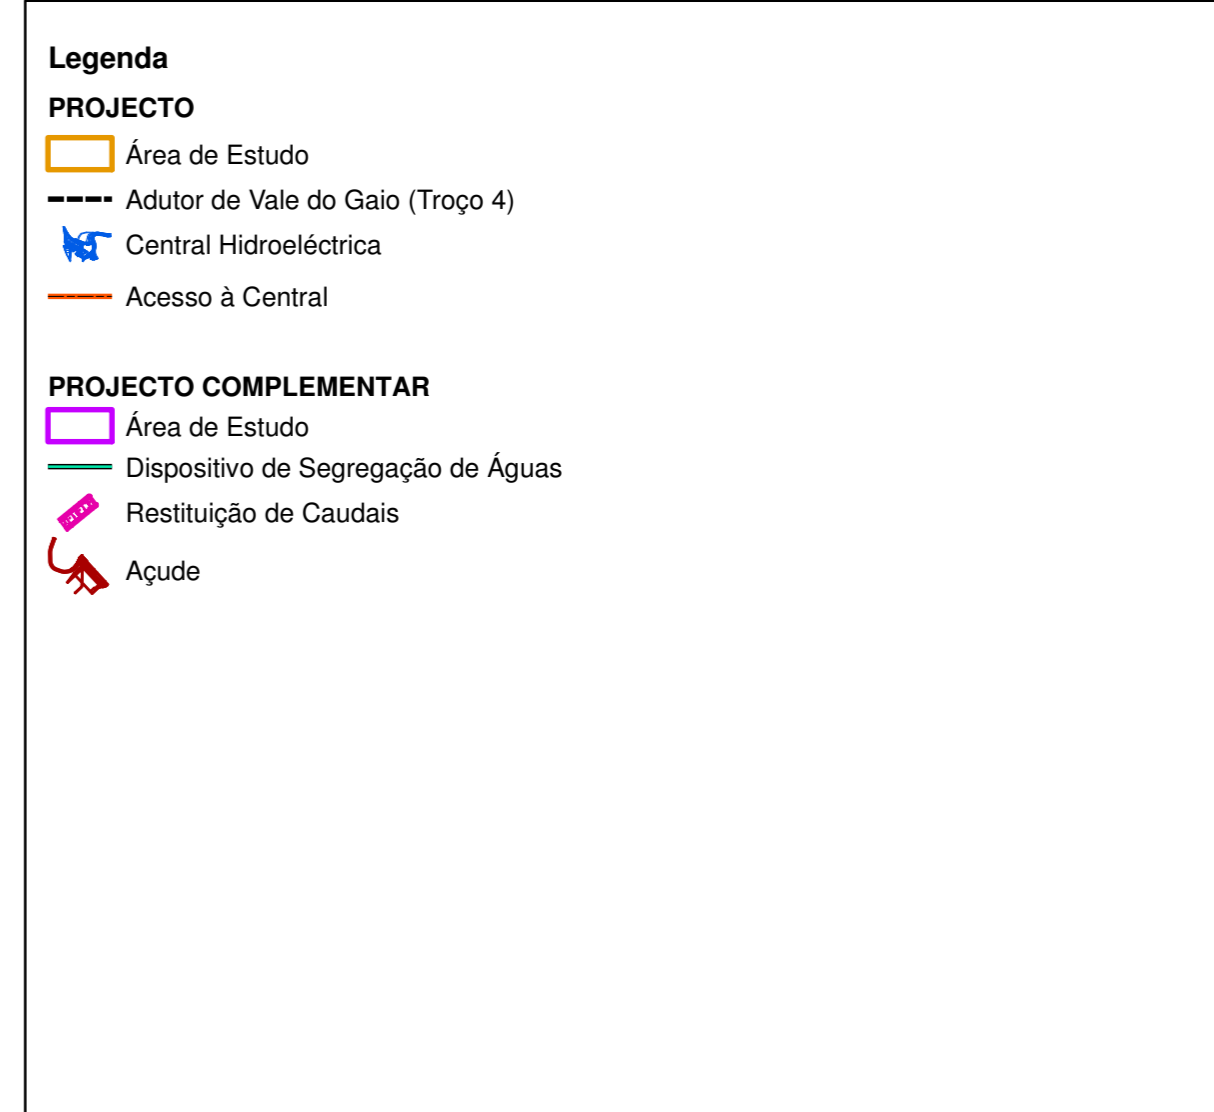 Legenda
PROJECTO
Área de Estudo
Adutor de Vale do Gaio (Troço 4)
Central Hidroeléctrica
Acesso à Central
PROJECTO COMPLEMENTAR
Área de Estudo
Dispositivo de Segregação de Águas
Restituição de Caudais
Açude